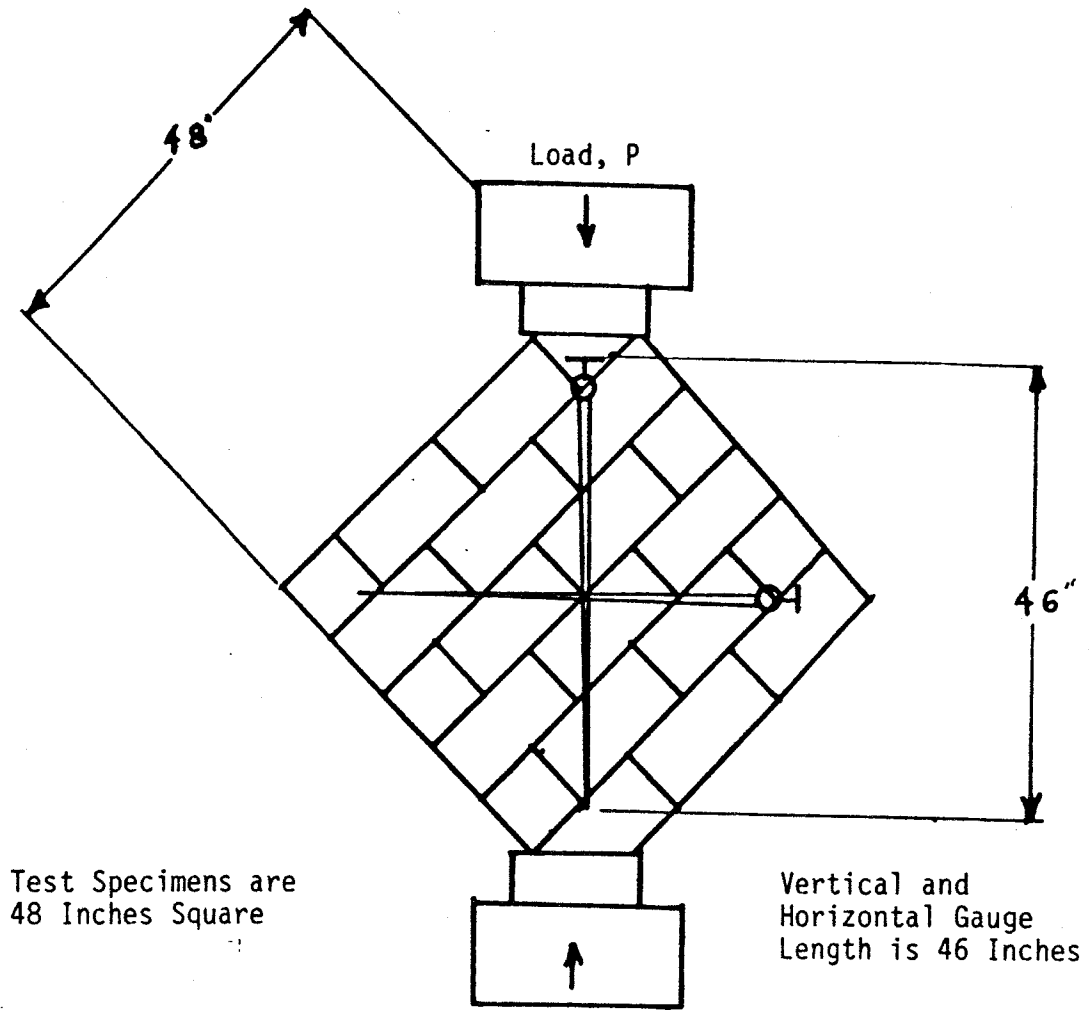 48"
Load, P
46"
Test Specimens are
48 Inches Square
Vertical and
Horizontal Gauge
Length is 46 Inches